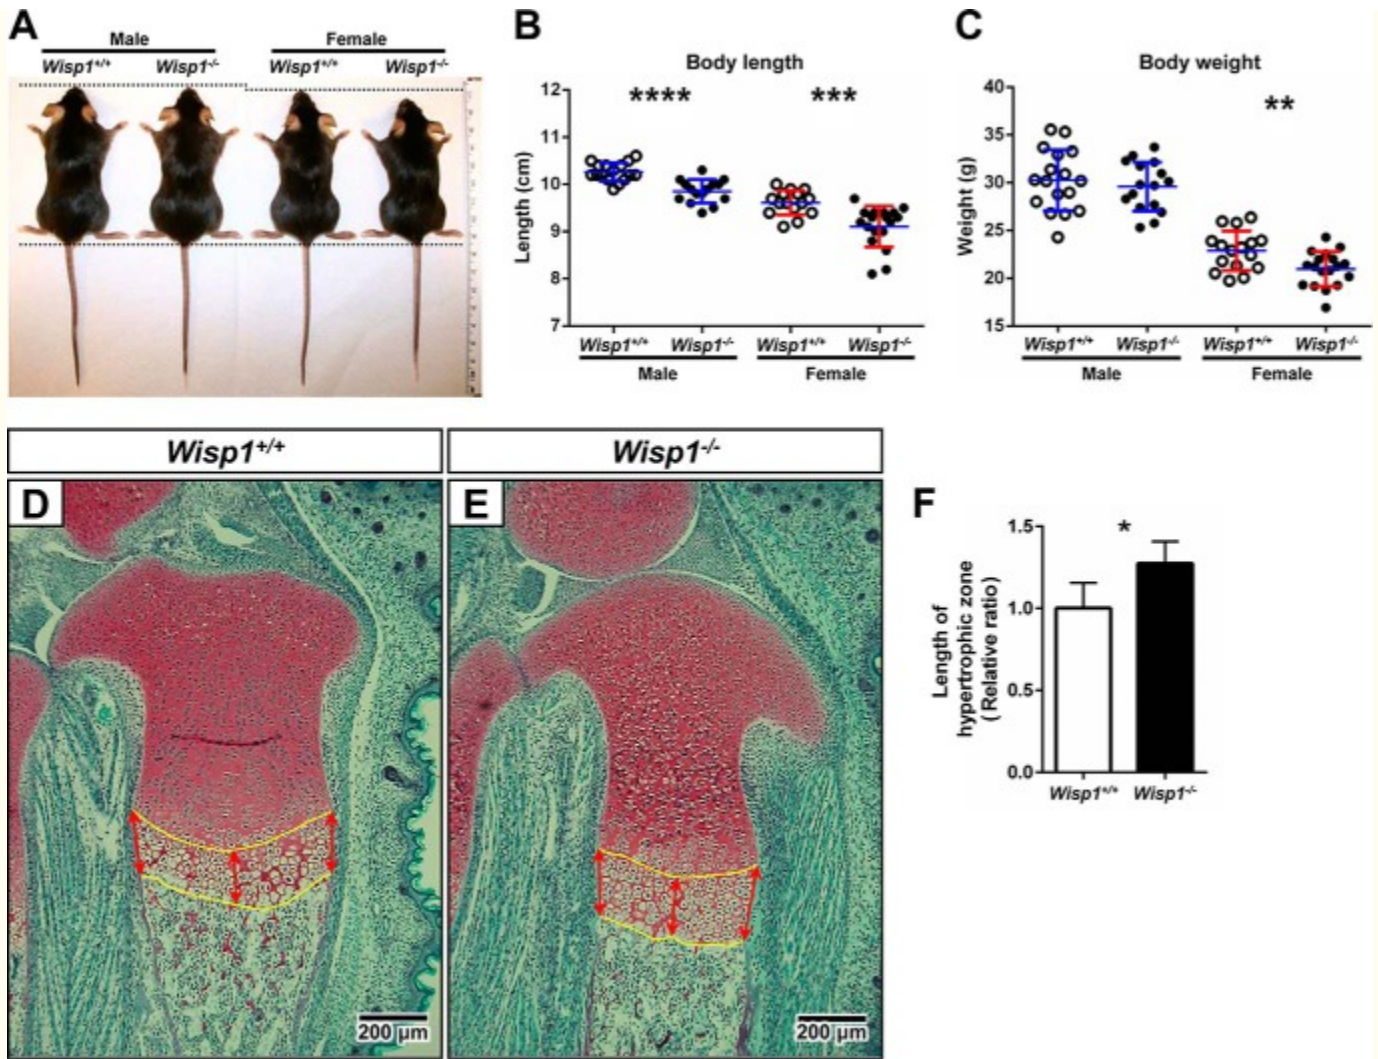 A
Male
Female
Wisp1+/+
Wisp1-/-
Wisp1+/+
Wisp1-/-
B
Body length
****
***
Length (cm)
12
11
10
9
8
7
Wisp1+/+
Wisp1-/-
Wisp1+/+
Wisp1-/-
Male
Female
C
Body weight
**
Weight (g)
40
35
30
25
20
15
Wisp1+/+
Wisp1-/-
Wisp1+/+
Wisp1-/-
Male
Female
Wisp1+/+
Wisp1-/-
D
200 µm
E
200 µm
F
*
Length of
hypertrophic zone
(Relative ratio)
1.5
1.0
0.5
0.0
Wisp1+/+
Wisp1-/-